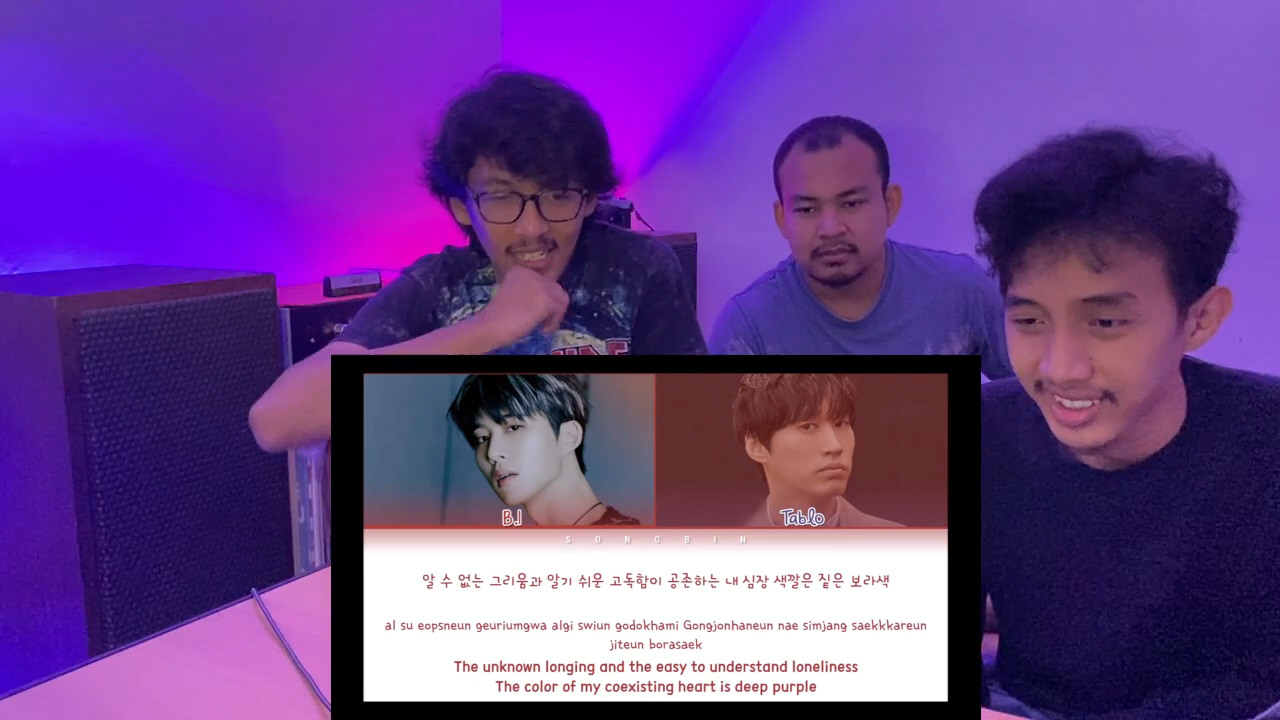 B.I
Tablo
SONGBIN
알 수 없는 그리움과 알기 쉬운 고독함이 공존하는 내 심장 색깔은 짙은 보라색
al su eopsneun geuriumgwa algi swiun godokhami Gongjonhaneun nae simjang saekkkareun
jiteun borasaek
The unknown longing and the easy to understand loneliness
The color of my coexisting heart is deep purple